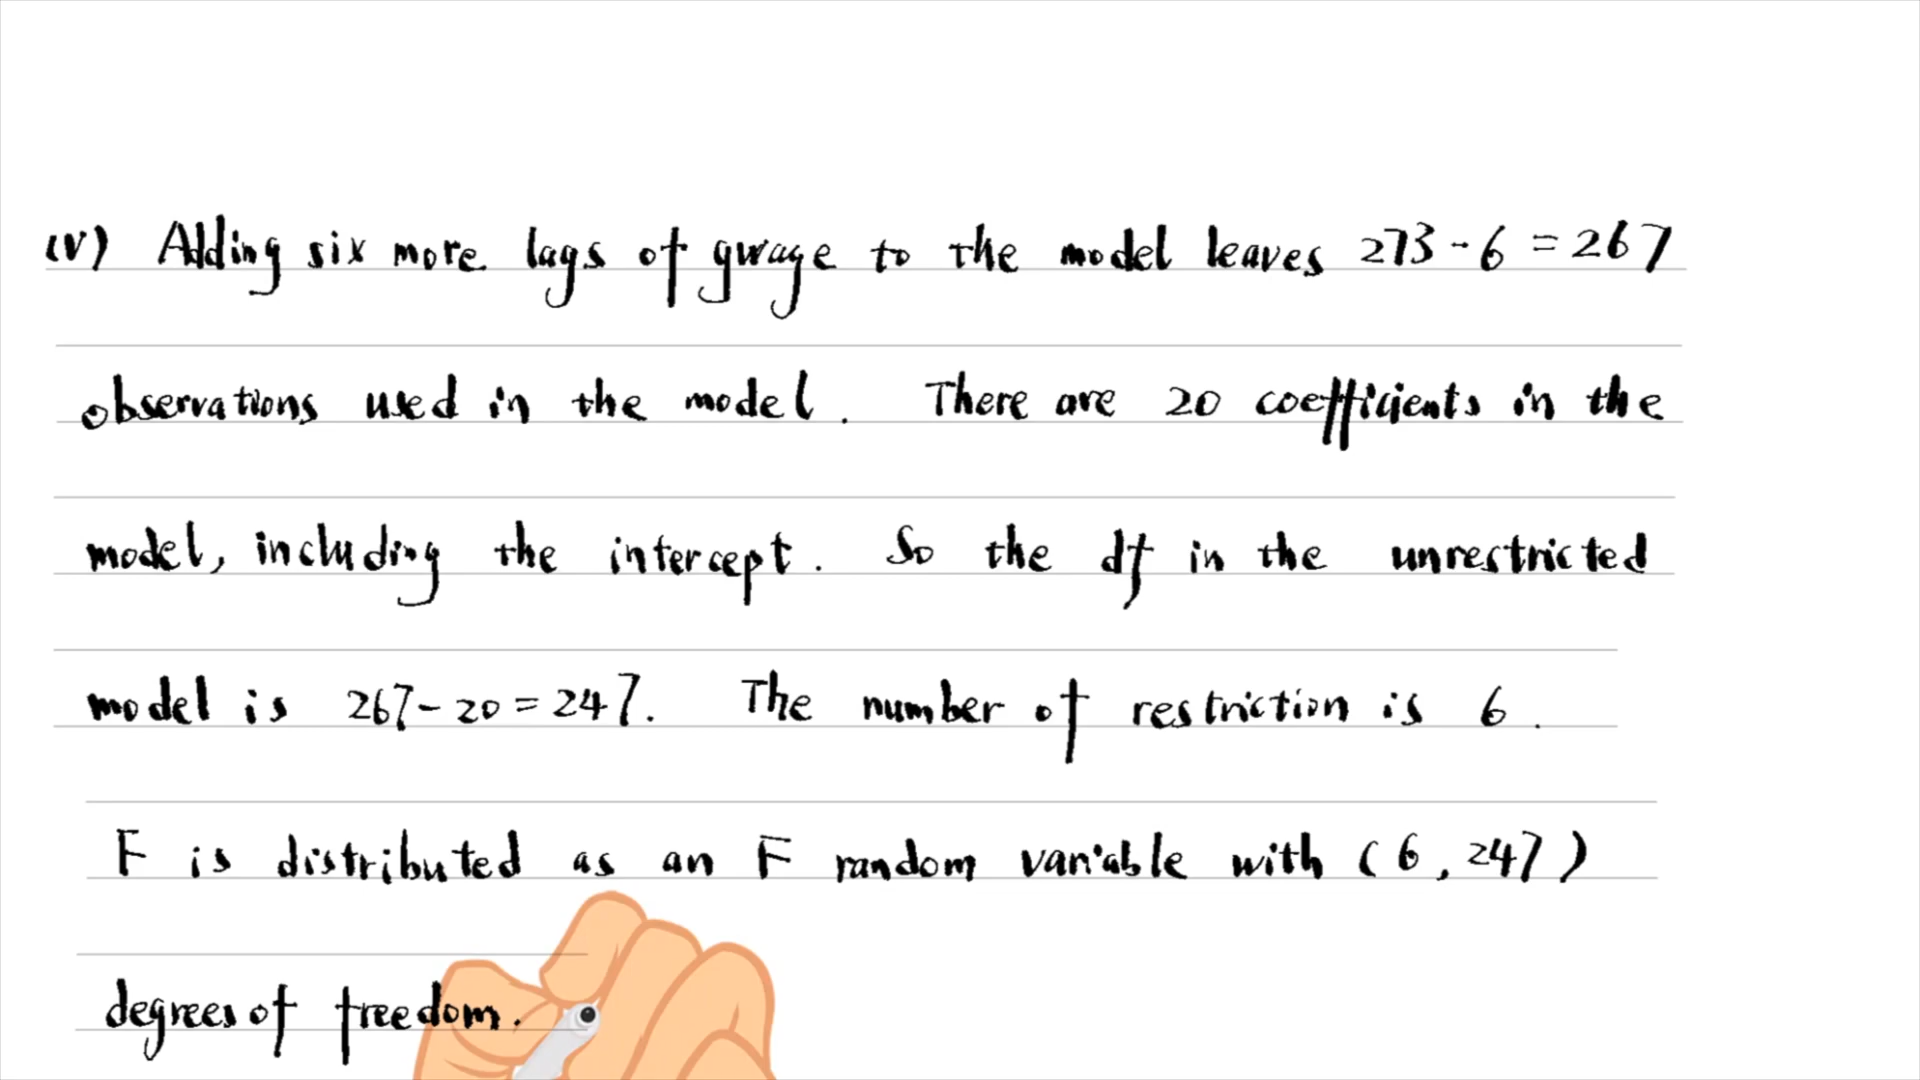 (V) Adding six more lags of gwage to the model leaves 273 - 6 = 267
observations used in the model. There are 20 coefficients in the
model, including the intercept. So the df in the unrestricted
model is 267 - 20 = 247. The number of restriction is 6.
F is distributed as an F random variable with (6, 247)
degrees of freedom.